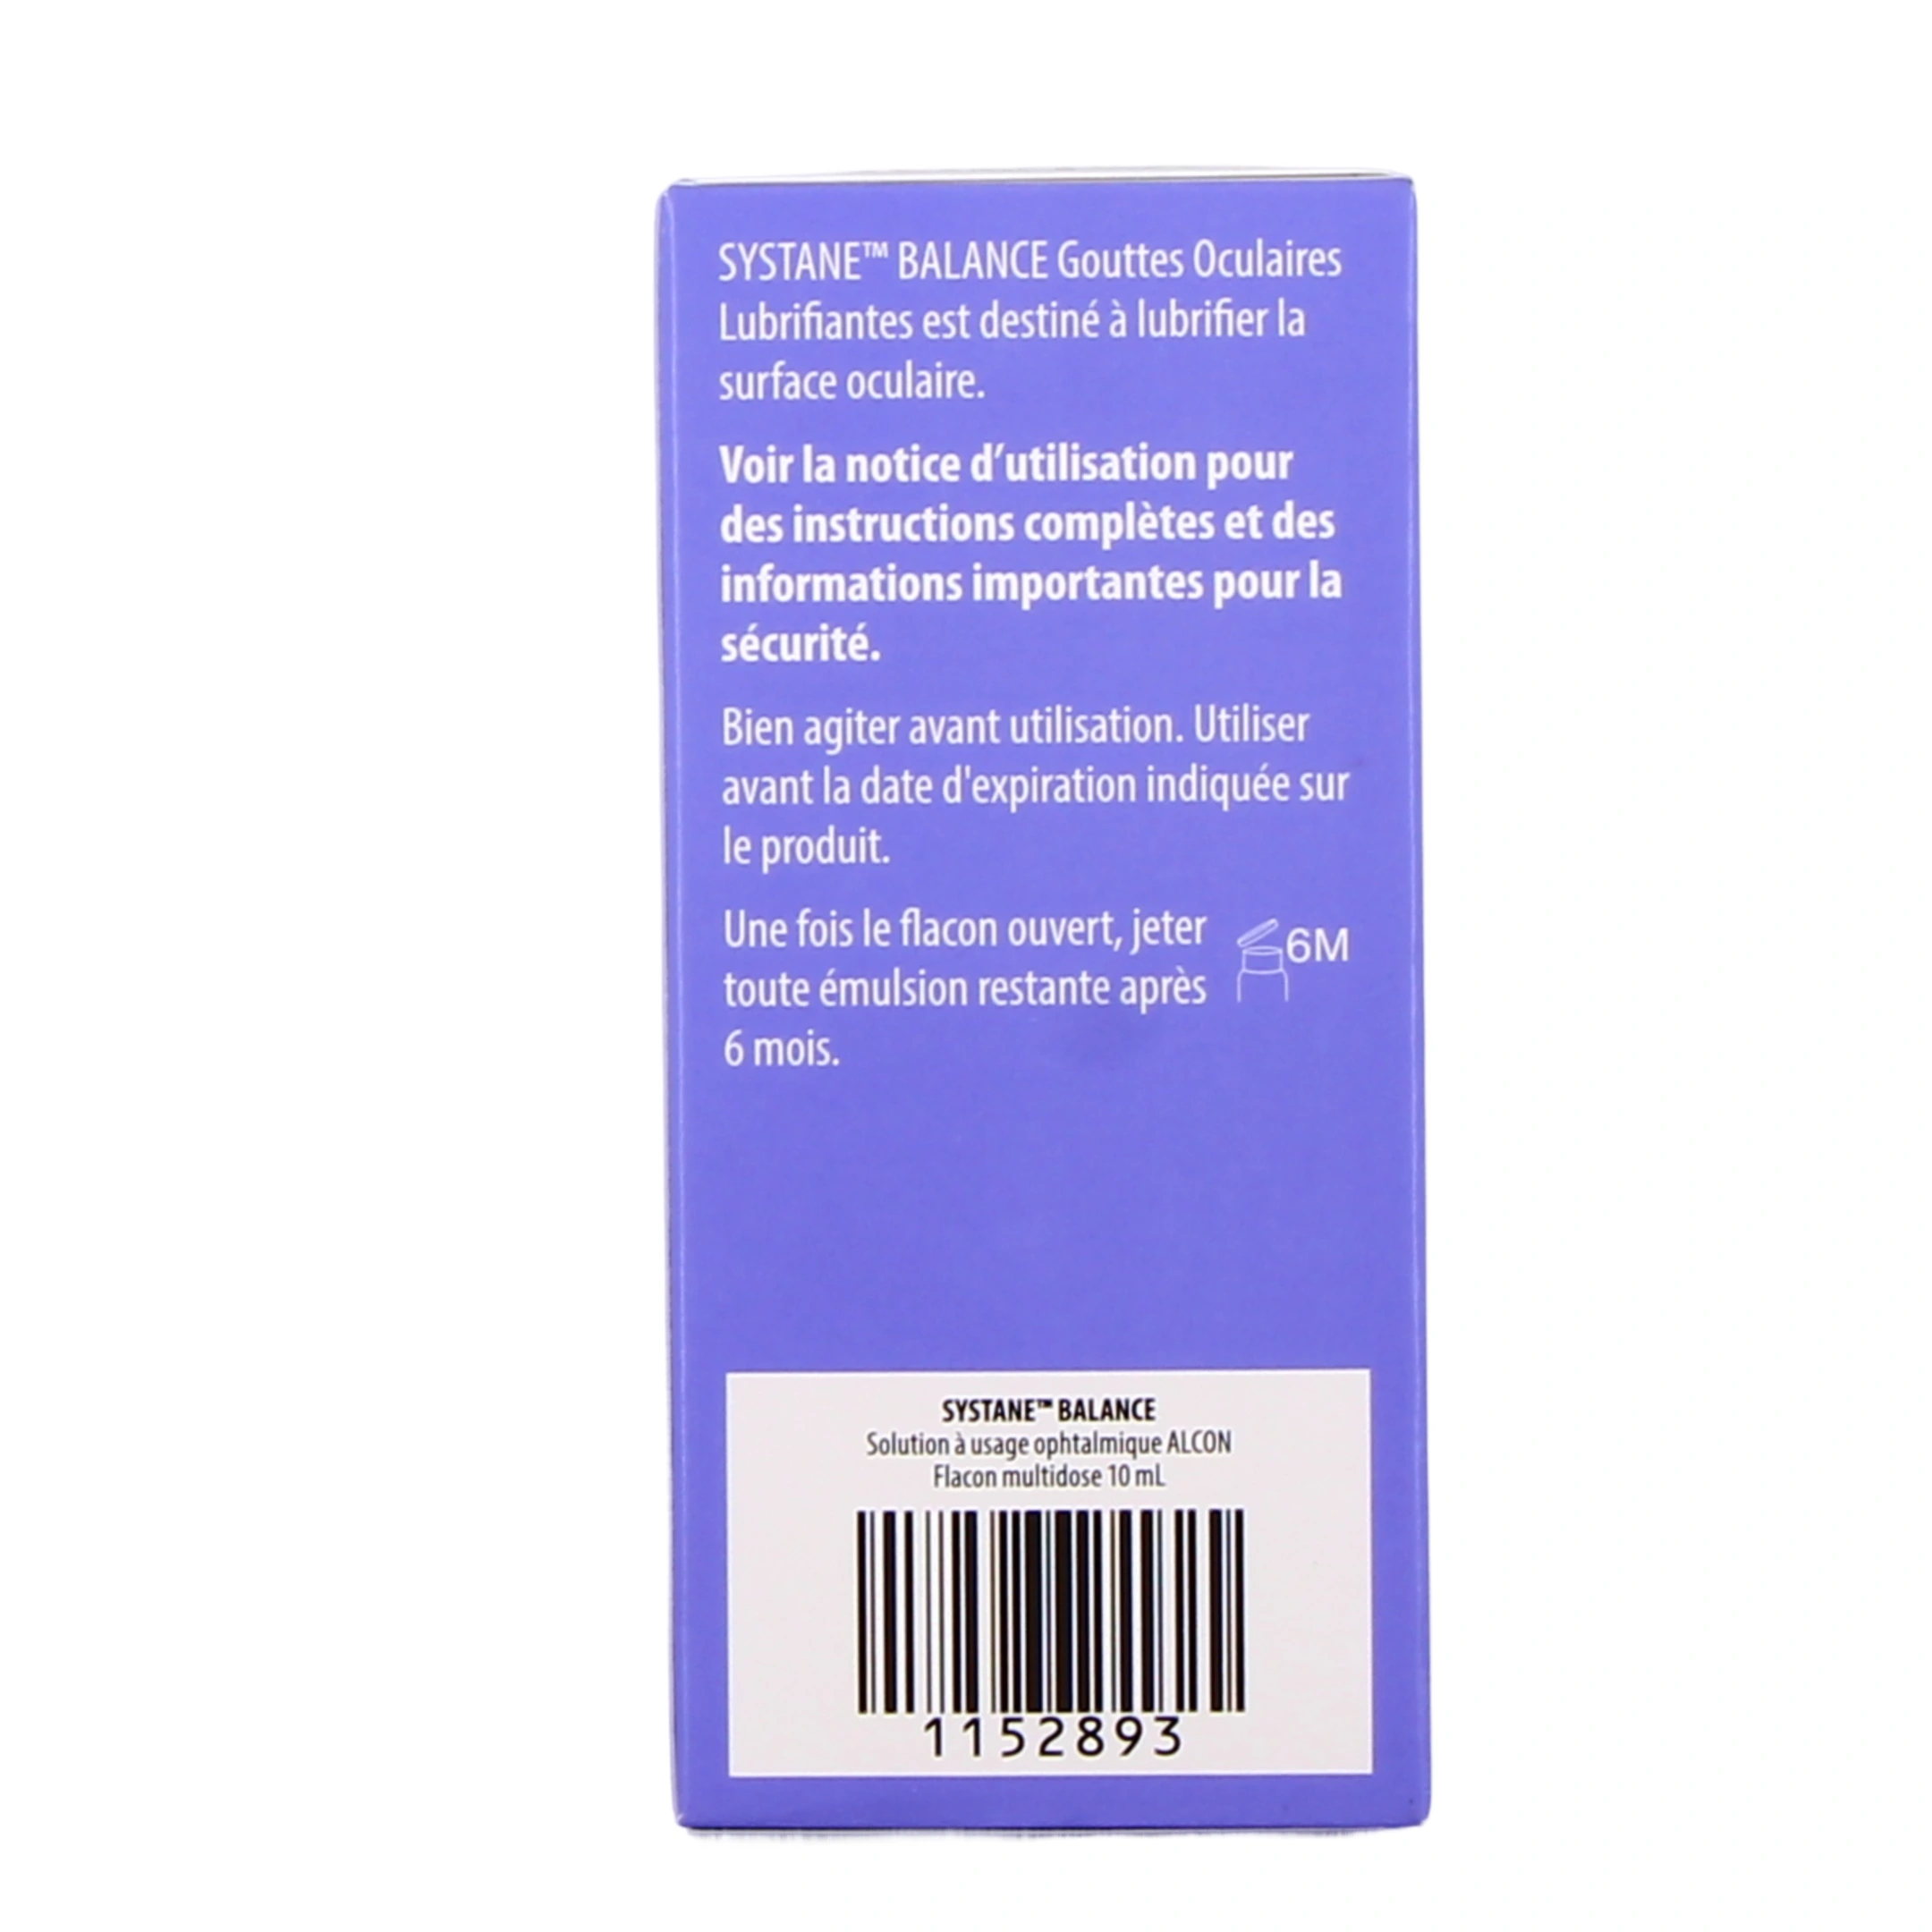 SYSTANE™ BALANCE Gouttes Oculaires
Lubrifiantes est destiné à lubrifier la
surface oculaire.
Voir la notice d’utilisation pour
des instructions complètes et des
informations importantes pour la
sécurité.
Bien agiter avant utilisation. Utiliser
avant la date d'expiration indiquée sur
le produit.
Une fois le flacon ouvert, jeter
toute émulsion restante après
6 mois.
6M
SYSTANE™ BALANCE
Solution à usage ophtalmique ALCON
Flacon multidose 10 mL
1152893